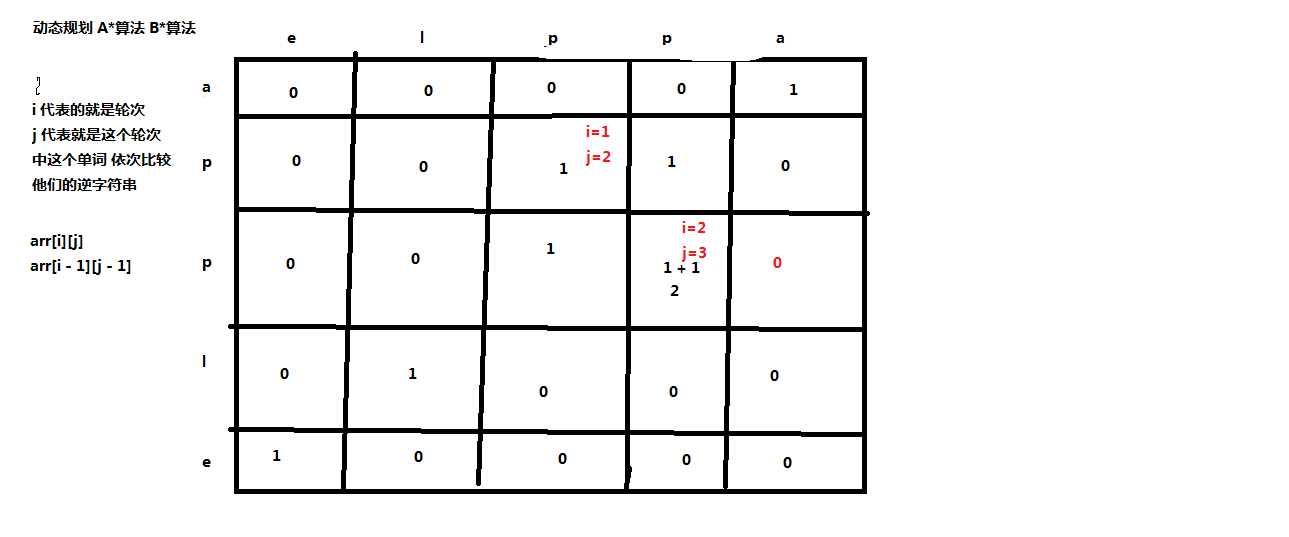 动态规划 A*算法 B*算法
e l p p a
a 0 0 0 0 1
i 代表的就是轮次
j 代表就是这个轮次
中这个单词 依次比较
他们的逆字符串
i=1
j=2
p 0 0 1 1 0
arr[i][j]
arr[i - 1][j - 1]
i=2
j=3
p 0 0 1 1 + 1 0
2
l 0 1 0 0 0
e 1 0 0 0 0